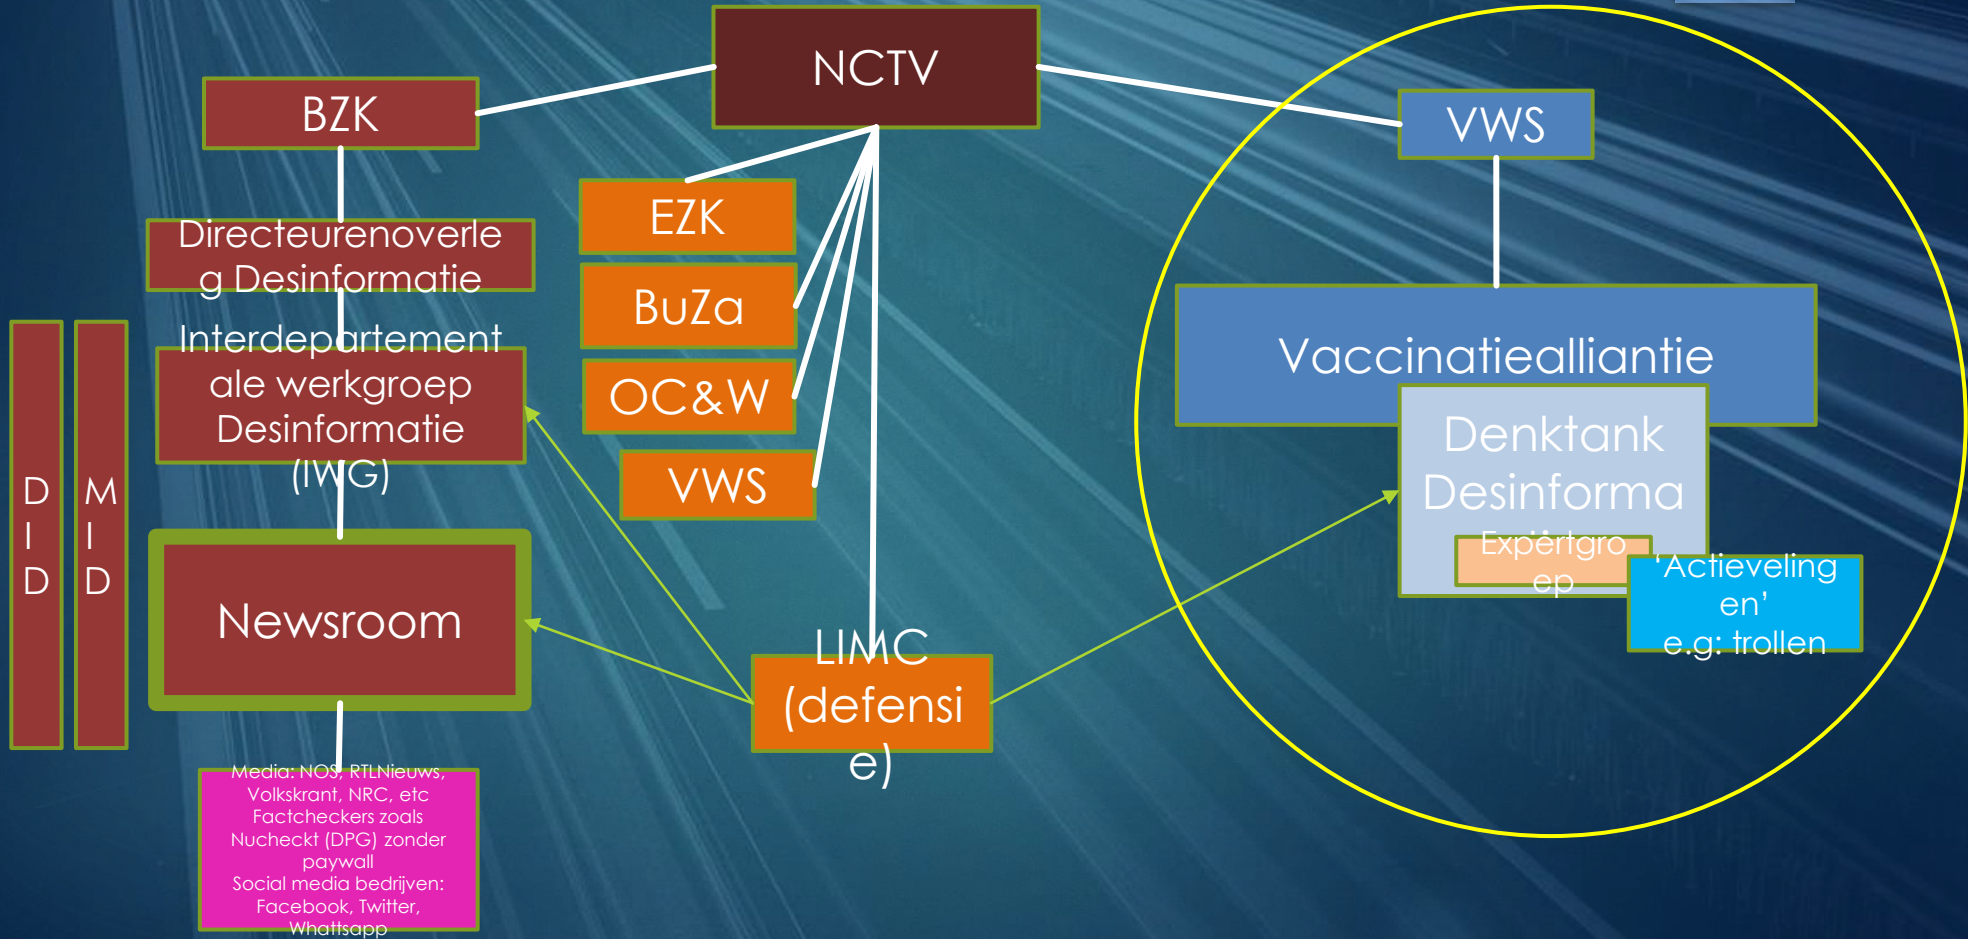 NCTV
BZK
VWS
Directeurenoverle
g Desinformatie
Interdepartement
ale werkgroep
Desinformatie
(IWG)
D
I
D
M
I
D
Newsroom
Media: NOS, RTLNieuws,
Volkskrant, NRC, etc
Factcheckers zoals
Nucheckt (DPG) zonder
paywall
Social media bedrijven:
Facebook, Twitter,
Whattsapp
EZK
BuZa
OC&W
VWS
LIMC
(defensi
e)
Vaccinatiealliantie
Denktank
Desinforma
Expertgro
ep
‘Actieveling
en’
e.g: trollen